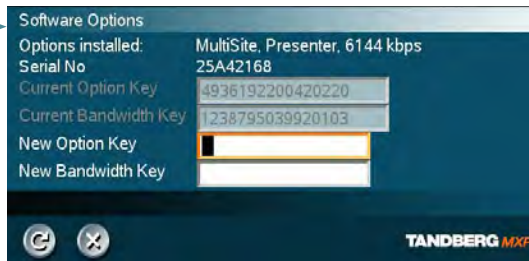 Software Options
Options installed: MultiSite, Presenter, 6144 kbps
Serial No 25A42168
Current Option Key 4936192200420220
Current Bandwidth Key 1238795039920103
New Option Key
New Bandwidth Key
TANDBERG MXP